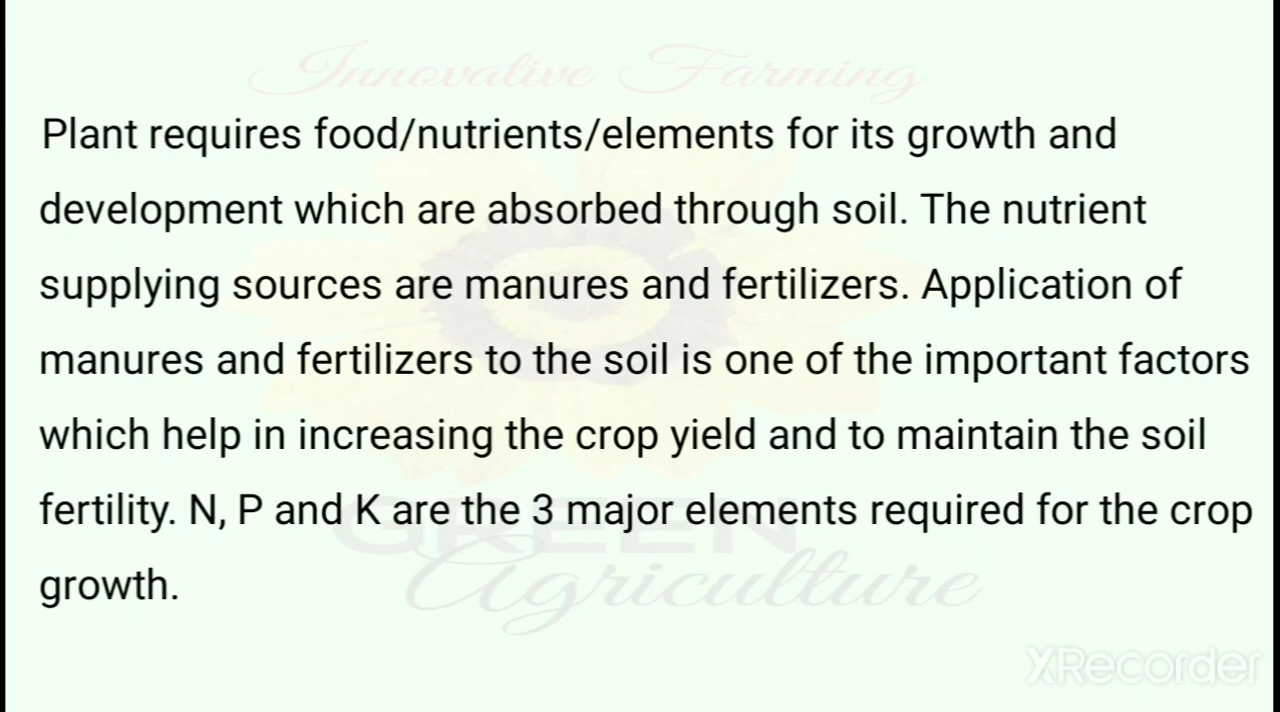 Innovative Farming
Plant requires food/nutrients/elements for its growth and
development which are absorbed through soil. The nutrient
supplying sources are manures and fertilizers. Application of
manures and fertilizers to the soil is one of the important factors
which help in increasing the crop yield and to maintain the soil
fertility. N, P and K are the 3 major elements required for the crop
growth.
GREEN
Agriculture
XRecorder